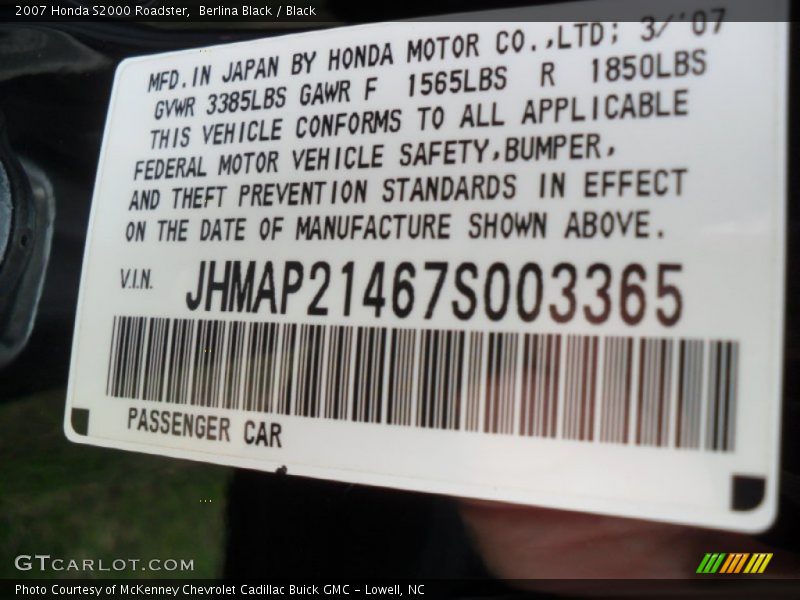 2007 Honda S2000 Roadster, Berlina Black / Black
MFD. IN JAPAN BY HONDA MOTOR CO.,LTD; 3/'07
GVWR 3385LBS GAWR F 1565LBS R 1850LBS
THIS VEHICLE CONFORMS TO ALL APPLICABLE
FEDERAL MOTOR VEHICLE SAFETY,BUMPER,
AND THEFT PREVENTION STANDARDS IN EFFECT
ON THE DATE OF MANUFACTURE SHOWN ABOVE.
V.I.N. JHMAP21467S003365
PASSENGER CAR
GTCARLOT.COM
Photo Courtesy of McKenney Chevrolet Cadillac Buick GMC - Lowell, NC